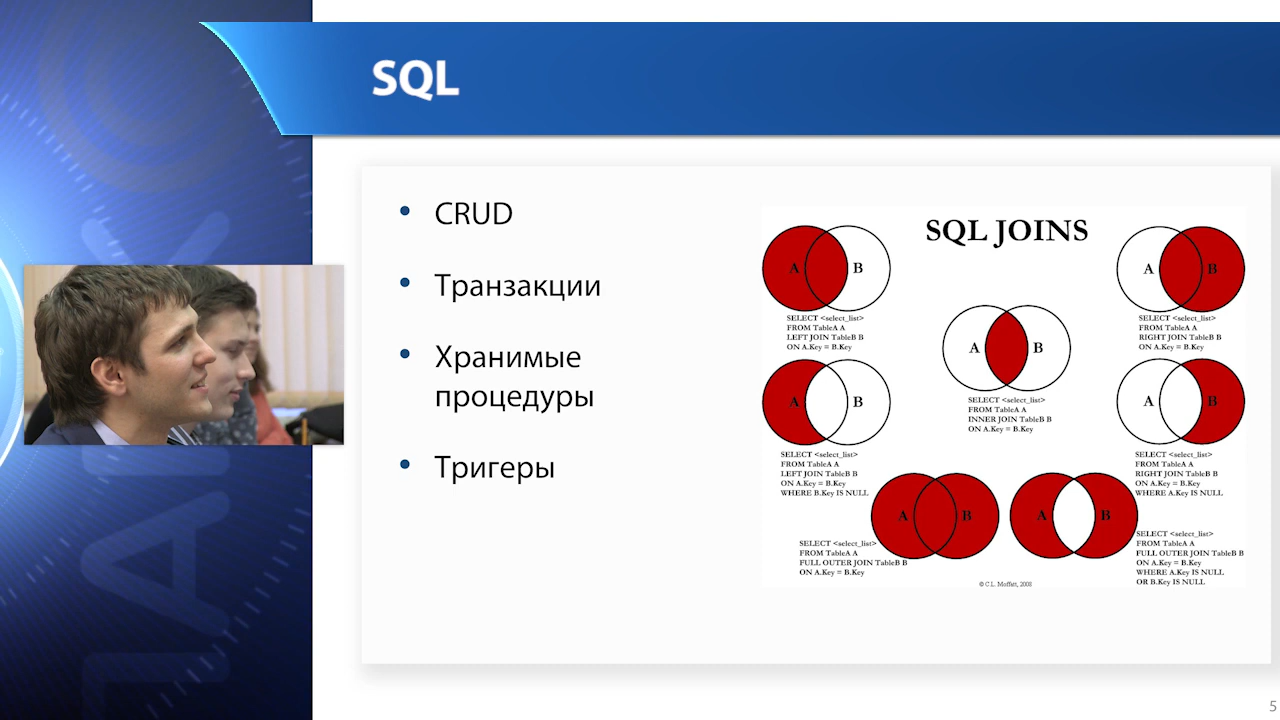 SQL
CRUD
Транзакции
Хранимые
процедуры
Тригеры
SQL JOINS
A B
SELECT <select_list>
FROM TableA A
LEFT JOIN TableB B
ON A.Key = B.Key
A B
SELECT <select_list>
FROM TableA A
RIGHT JOIN TableB B
ON A.Key = B.Key
A B
SELECT <select_list>
FROM TableA A
INNER JOIN TableB B
ON A.Key = B.Key
A B
SELECT <select_list>
FROM TableA A
LEFT JOIN TableB B
ON A.Key = B.Key
WHERE B.Key IS NULL
A B
SELECT <select_list>
FROM TableA A
RIGHT JOIN TableB B
ON A.Key = B.Key
WHERE A.Key IS NULL
A B
SELECT <select_list>
FROM TableA A
FULL OUTER JOIN TableB B
ON A.Key = B.Key
A B
SELECT <select_list>
FROM TableA A
FULL OUTER JOIN TableB B
ON A.Key = B.Key
WHERE A.Key IS NULL
OR B.Key IS NULL
© C.L. Moffatt, 2008
5